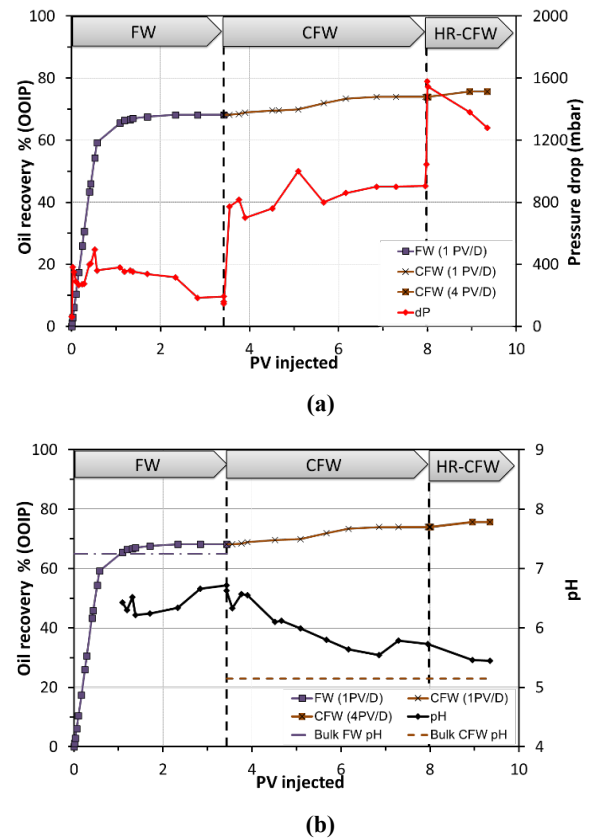 FW CFW HR-CFW
100
80
60
40
20
0
Oil recovery % (OOIP)
2000
1600
1200
800
400
0
Pressure drop (mbar)
FW (1 PV/D)
CFW (1 PV/D)
CFW (4 PV/D)
dP
0 2 4 6 8 10
PV injected
(a)
FW CFW HR-CFW
100
80
60
40
20
0
Oil recovery % (OOIP)
9
8
7
6
5
4
pH
FW (1PV/D) CFW (1PV/D)
CFW (4PV/D) pH
Bulk FW pH Bulk CFW pH
0 2 4 6 8 10
PV injected
(b)